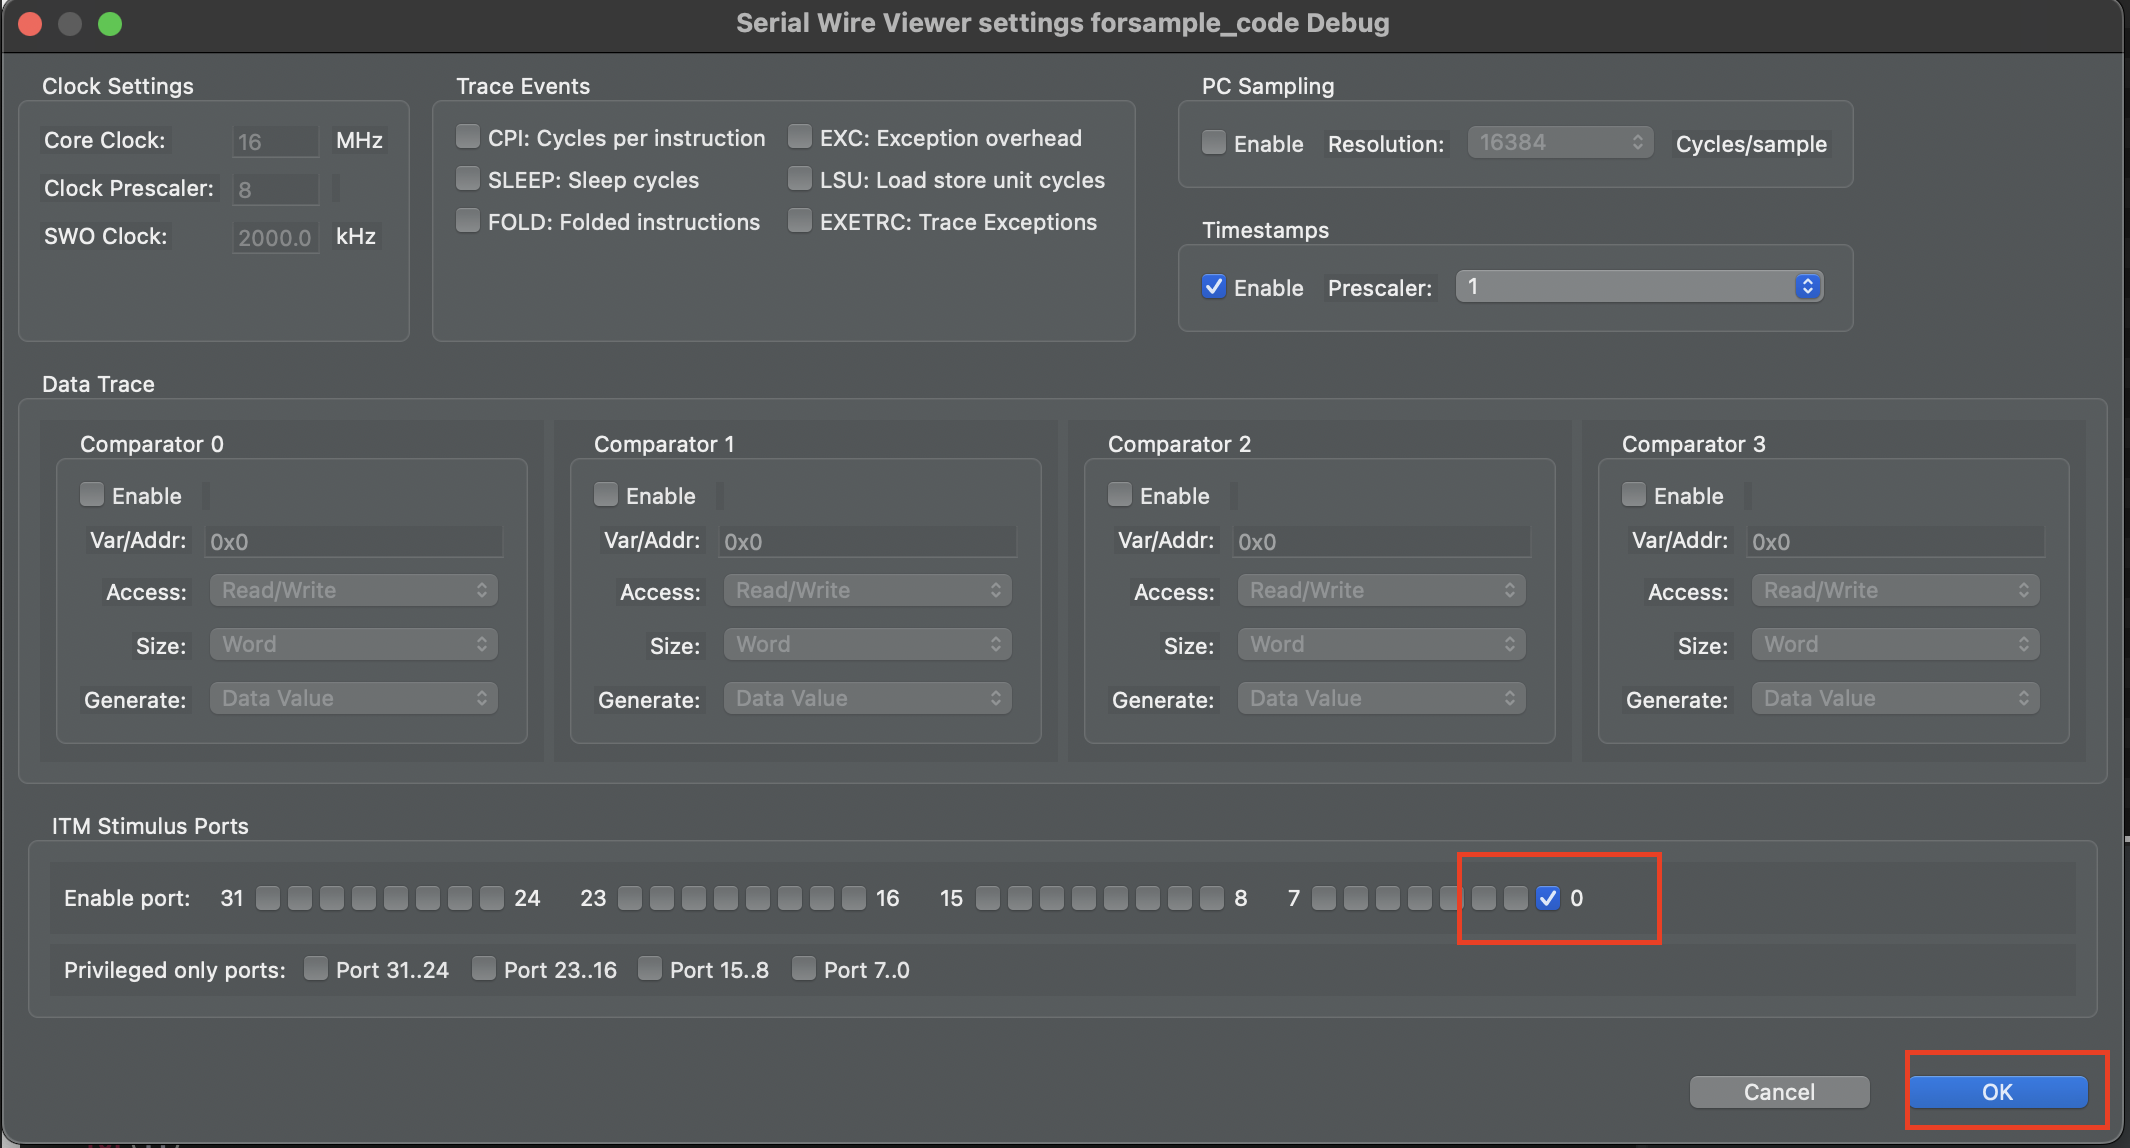 Serial Wire Viewer settings forsample_code Debug
Clock Settings
Core Clock: 16 MHz
Clock Prescaler: 8
SWO Clock: 2000.0 kHz
Trace Events
CPI: Cycles per instruction EXC: Exception overhead
SLEEP: Sleep cycles LSU: Load store unit cycles
FOLD: Folded instructions EXETRC: Trace Exceptions
PC Sampling
Enable Resolution: 16384 Cycles/sample
Timestamps
Enable Prescaler: 1
Data Trace
Comparator 0
Enable
Var/Addr: 0x0
Access: Read/Write
Size: Word
Generate: Data Value
Comparator 1
Enable
Var/Addr: 0x0
Access: Read/Write
Size: Word
Generate: Data Value
Comparator 2
Enable
Var/Addr: 0x0
Access: Read/Write
Size: Word
Generate: Data Value
Comparator 3
Enable
Var/Addr: 0x0
Access: Read/Write
Size: Word
Generate: Data Value
ITM Stimulus Ports
Enable port: 31 24 23 16 15 8 7 0
Privileged only ports: Port 31..24 Port 23..16 Port 15..8 Port 7..0
Cancel OK